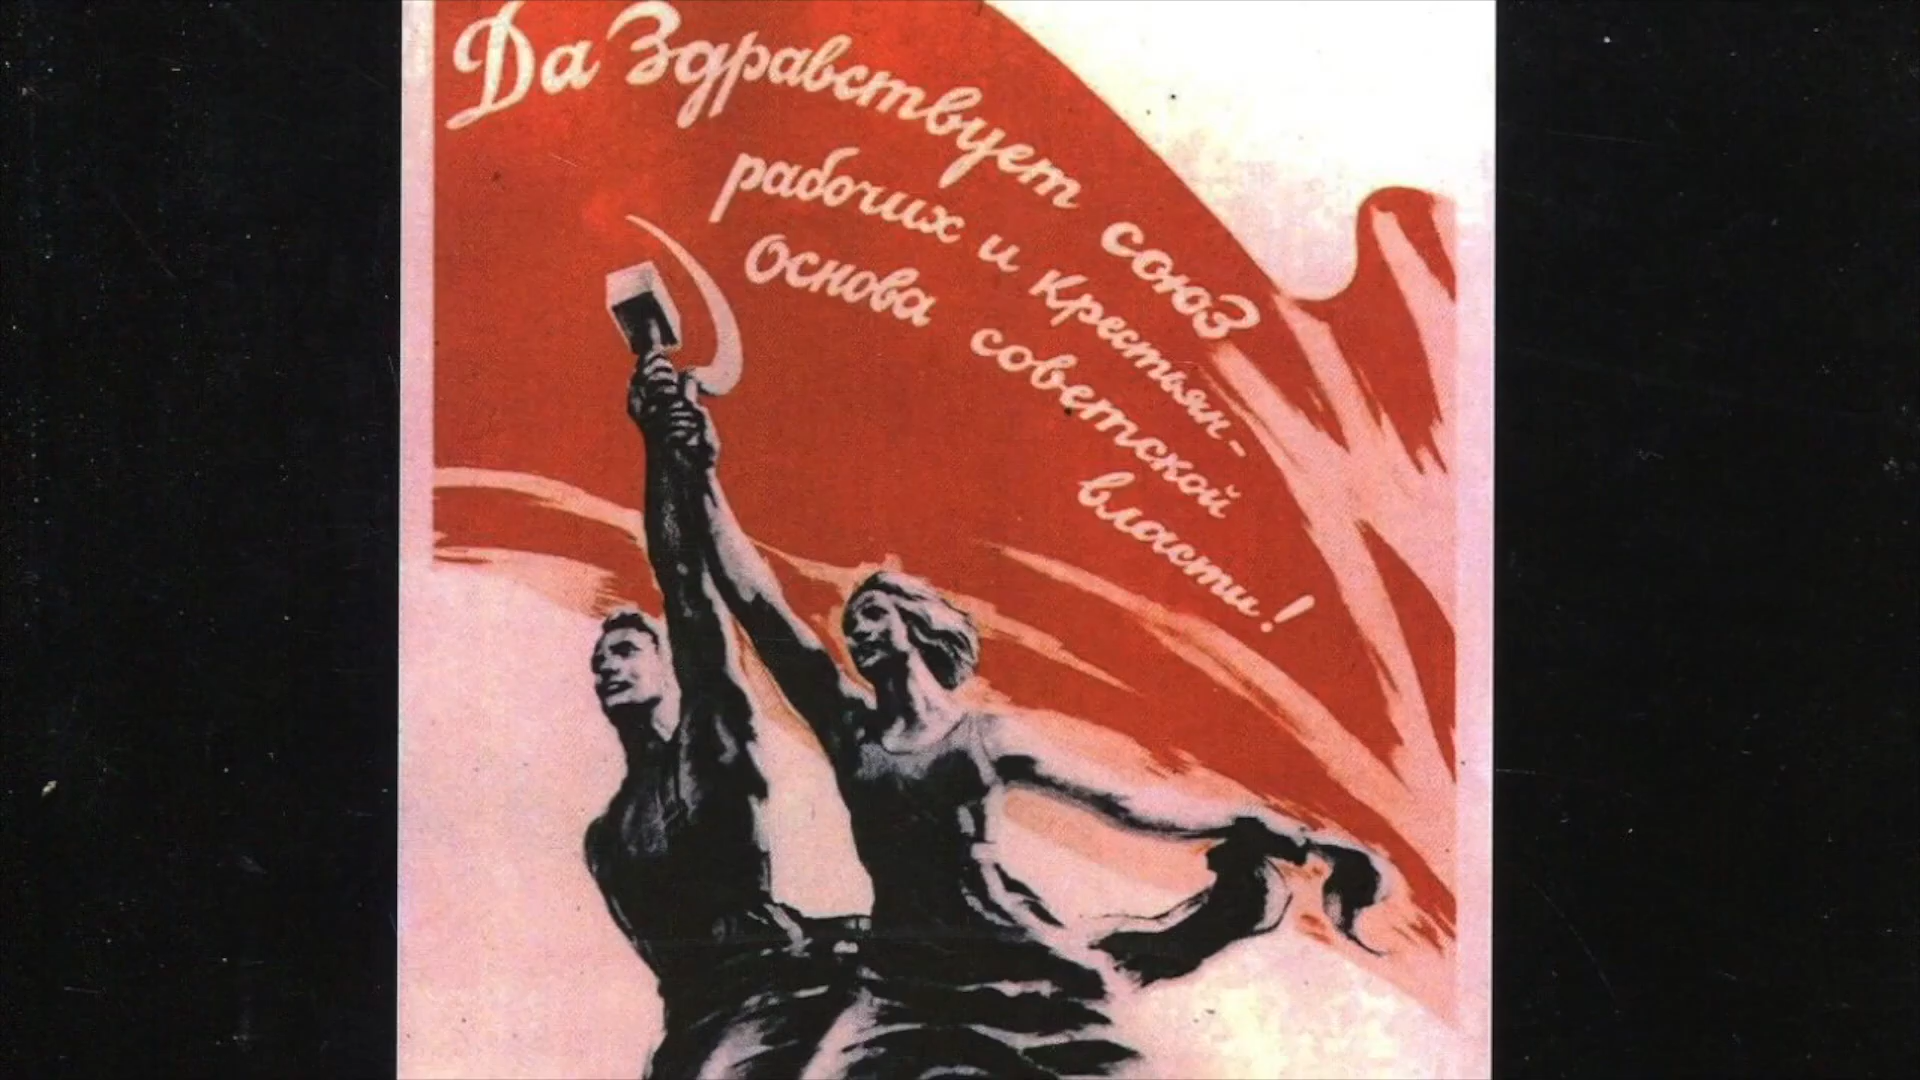 Да Здравствует союз
рабочих и крестьян-
Основа советской
власти!